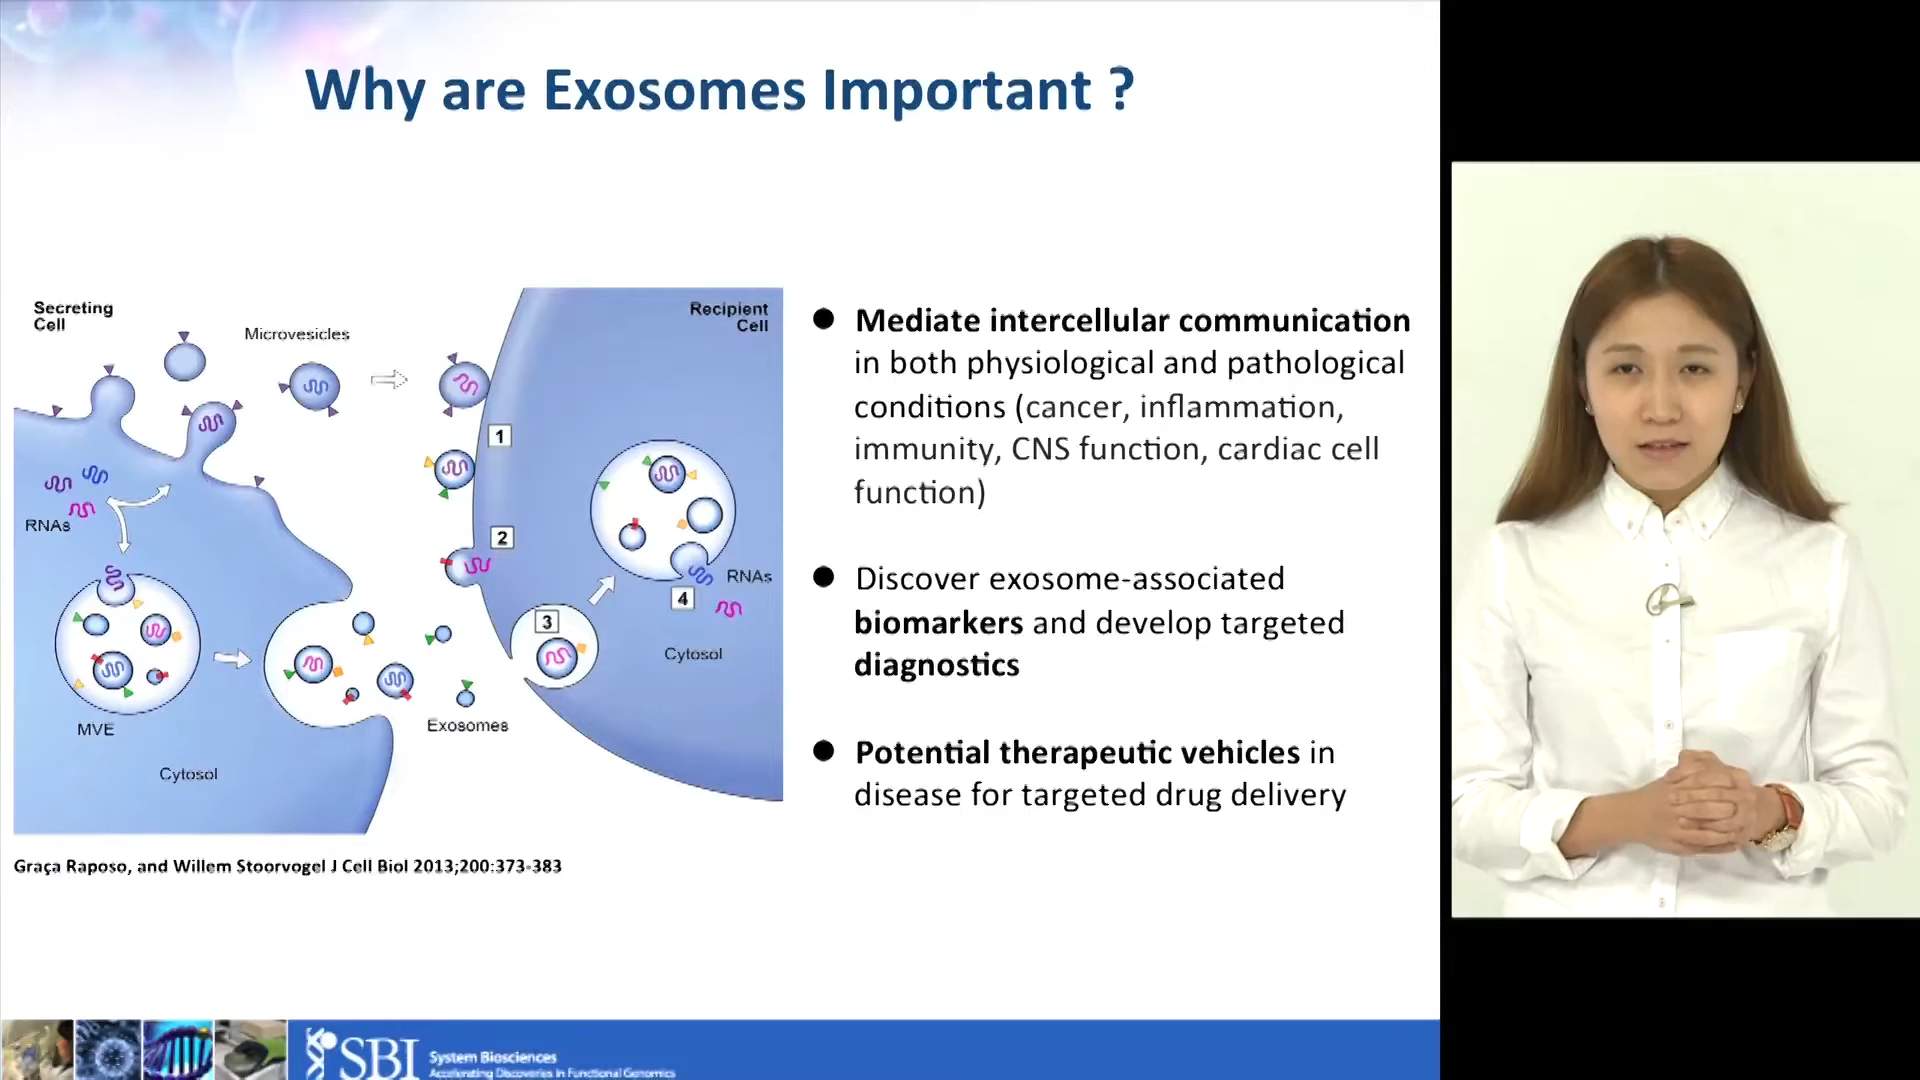 Why are Exosomes Important ?
Secreting
Cell
Microvesicles
Recipient
Cell
1
2
3
4
RNAs
RNAs
MVE
Cytosol
Exosomes
Cytosol
Graça Raposo, and Willem Stoorvogel J Cell Biol 2013;200:373-383
● Mediate intercellular communication
in both physiological and pathological
conditions (cancer, inflammation,
immunity, CNS function, cardiac cell
function)
● Discover exosome-associated
biomarkers and develop targeted
diagnostics
● Potential therapeutic vehicles in
disease for targeted drug delivery
SBI
System Biosciences
Accelerating Discoveries in Functional Genomics